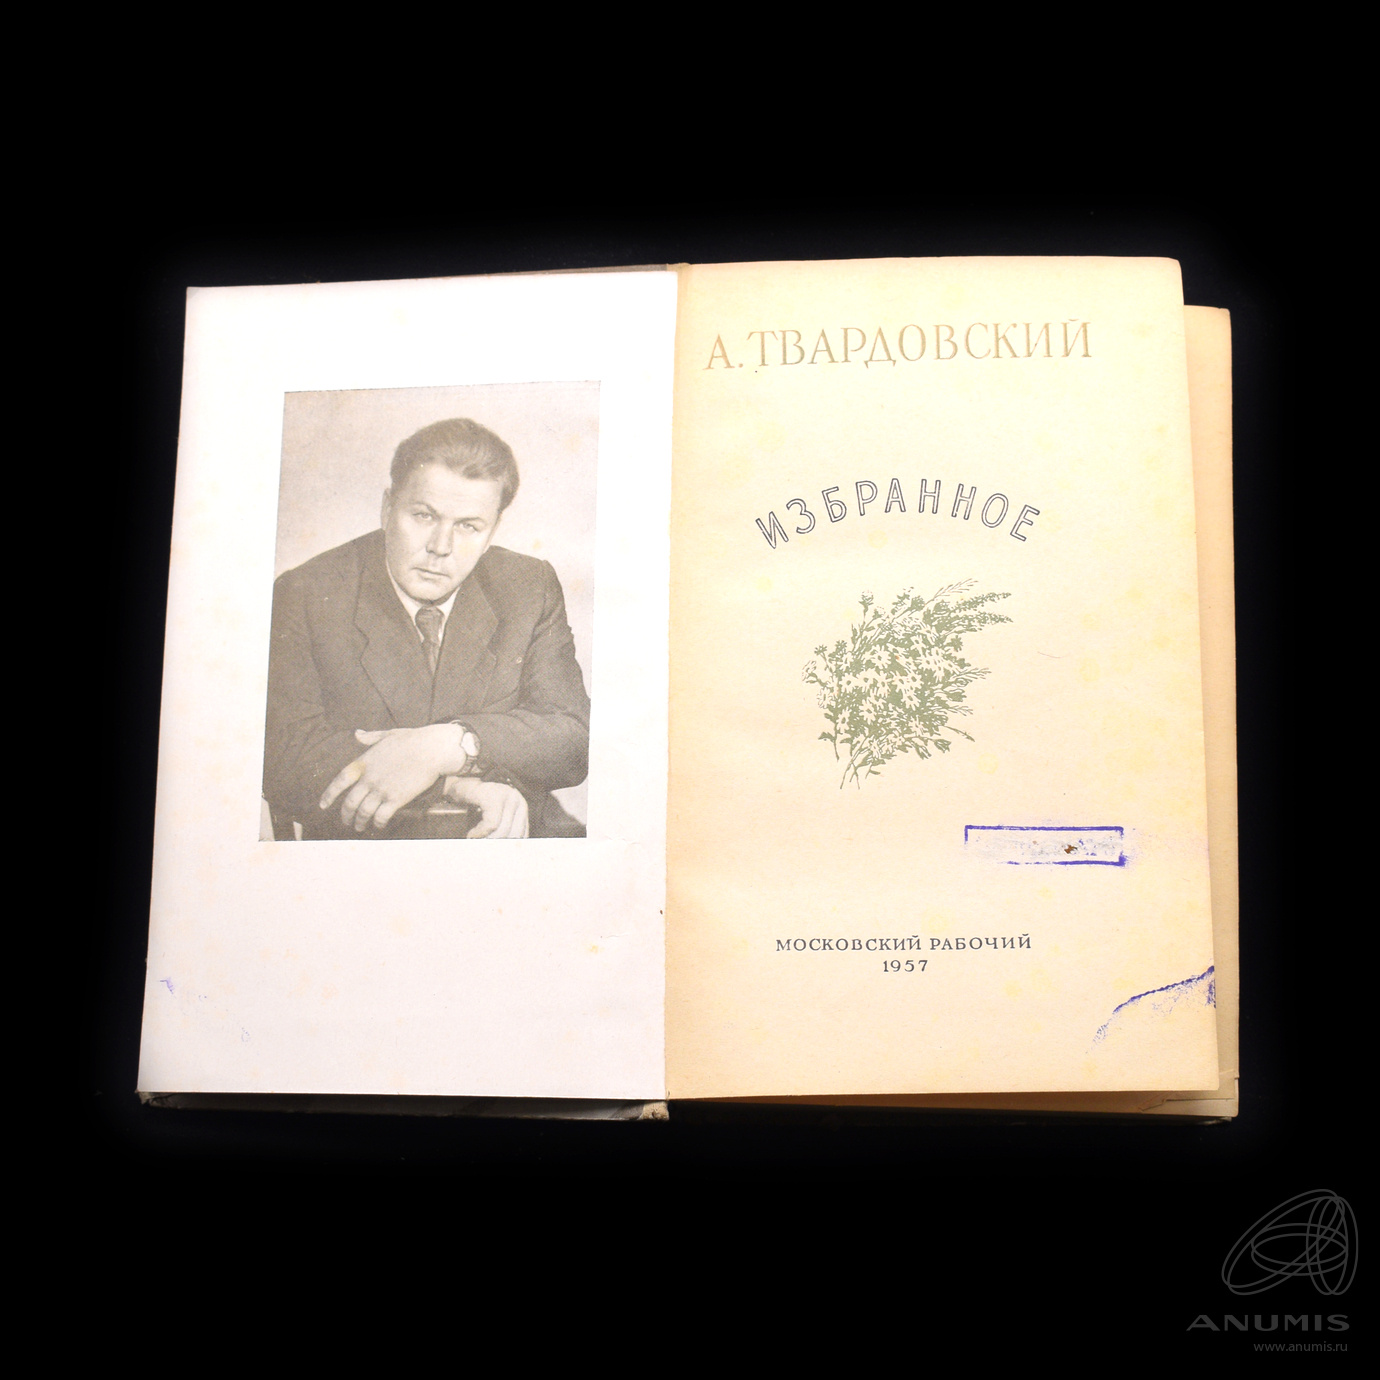 А. ТВАРДОВСКИЙ
ИЗБРАННОЕ
МОСКОВСКИЙ РАБОЧИЙ
1957
ANUMIS
www.anumis.ru